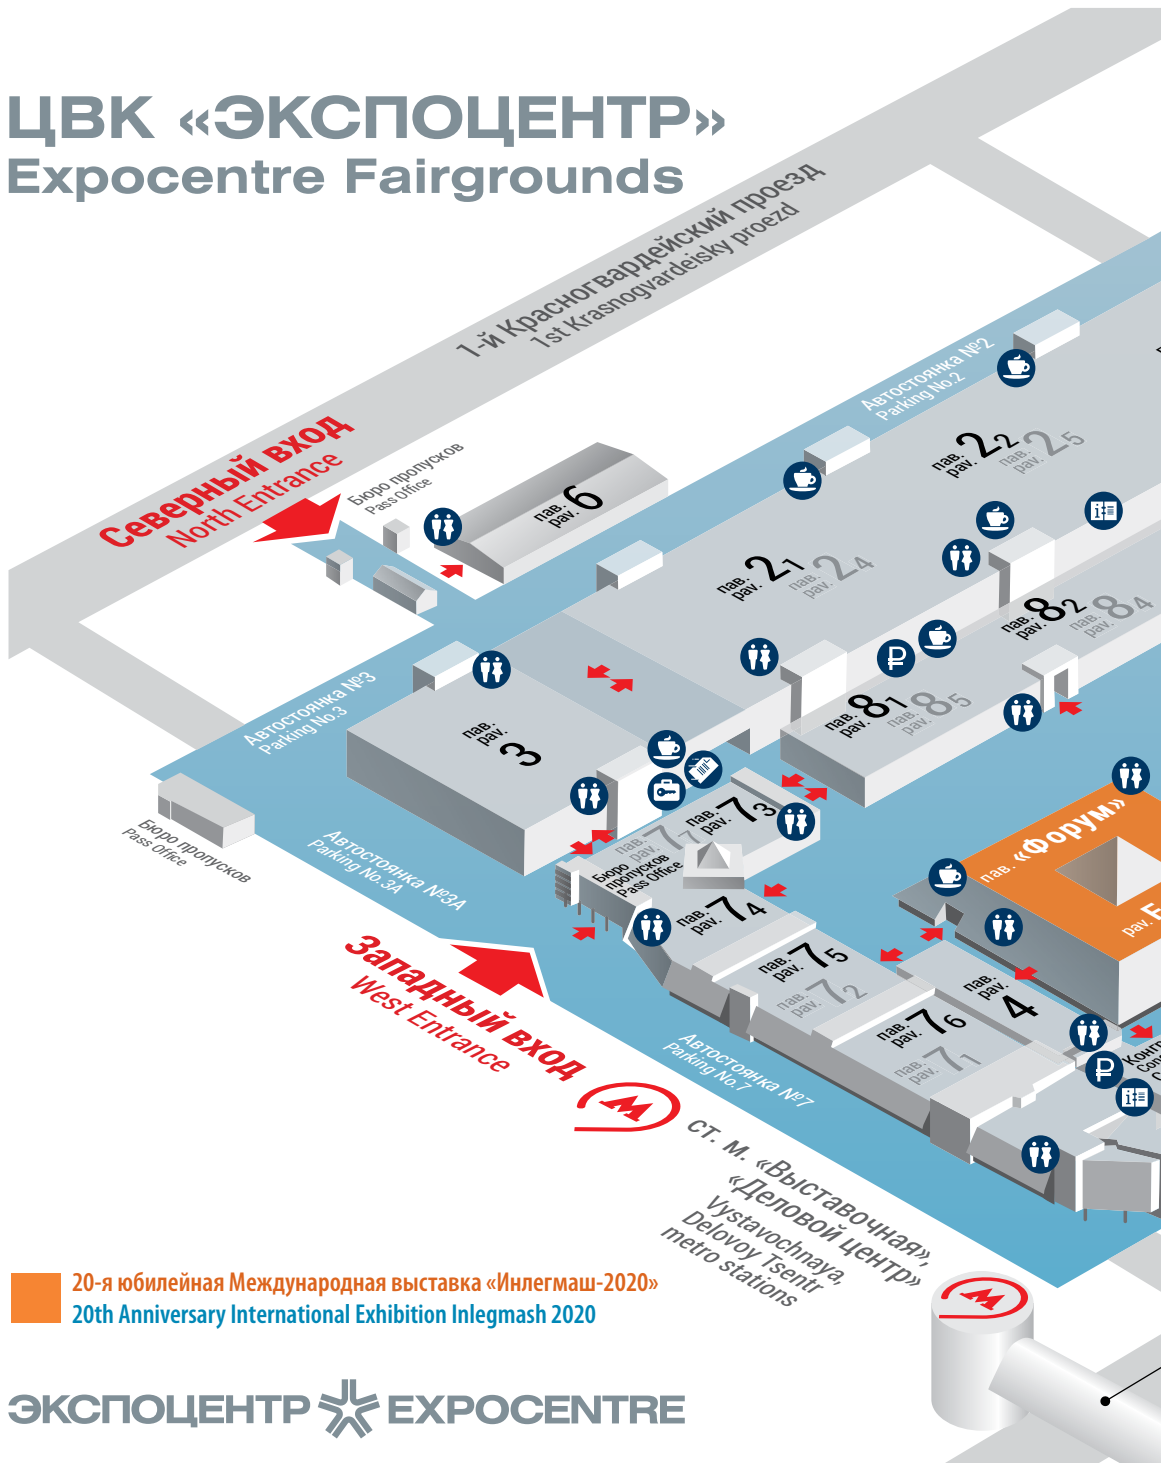 ЦВК «ЭКСПОЦЕНТР»
Expocentre Fairgrounds
1-й Красногвардейский проезд
1st Krasnogvardeisky proezd
Автостоянка №2
Parking No.2
Северный вход
North Entrance
Бюро пропусков
Pass Office
пав.
pav. 6
пав.
pav. 2 2
пав.
pav. 2 5
пав.
pav. 2 1
пав.
pav. 2 4
пав.
pav. 8 2
пав.
pav. 8 4
пав.
pav. 8 1
пав.
pav. 8 5
Автостоянка №3
Parking No.3
пав.
pav. 3
Бюро пропусков
Pass Office
Автостоянка №3А
Parking No.3A
пав.
pav. 7 7
пав.
pav. 7 3
Бюро
пропусков
Pass Office
пав.
pav. 7 4
пав. «Форум»
pav.
пав.
pav. 7 5
пав.
pav. 7 2
пав.
pav. 4
пав.
pav. 7 6
пав.
pav. 7 1
Западный вход
West Entrance
Автостоянка №7
Parking No.7
ст. м. «Выставочная»,
«Деловой центр»
Vystavochnaya,
Delovoy Tsentr
metro stations
20-я юбилейная Международная выставка «Инлегмаш-2020»
20th Anniversary International Exhibition Inlegmash 2020
ЭКСПОЦЕНТР EXPOCENTRE